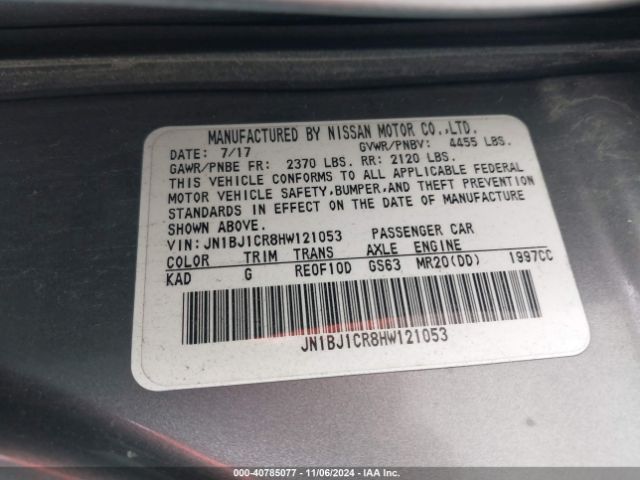 MANUFACTURED BY NISSAN MOTOR CO.,LTD.
DATE: 7/17 GVWR/PNBV: 4455 LBS.
GAWR/PNBE FR: 2370 LBS. RR: 2120 LBS.
THIS VEHICLE CONFORMS TO ALL APPLICABLE FEDERAL
MOTOR VEHICLE SAFETY,BUMPER,AND THEFT PREVENTION
STANDARDS IN EFFECT ON THE DATE OF MANUFACTURE
SHOWN ABOVE.
VIN: JN1BJ1CR8HW121053 PASSENGER CAR
COLOR TRIM TRANS AXLE ENGINE
KAD G RE0F10D GS63 MR20(DD) 1997CC
JN1BJ1CR8HW121053
000-40785077 - 11/06/2024 - IAA Inc.